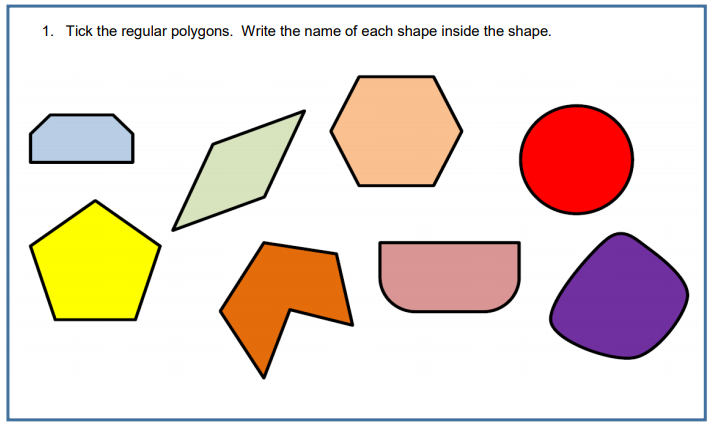 1. Tick the regular polygons. Write the name of each shape inside the shape.